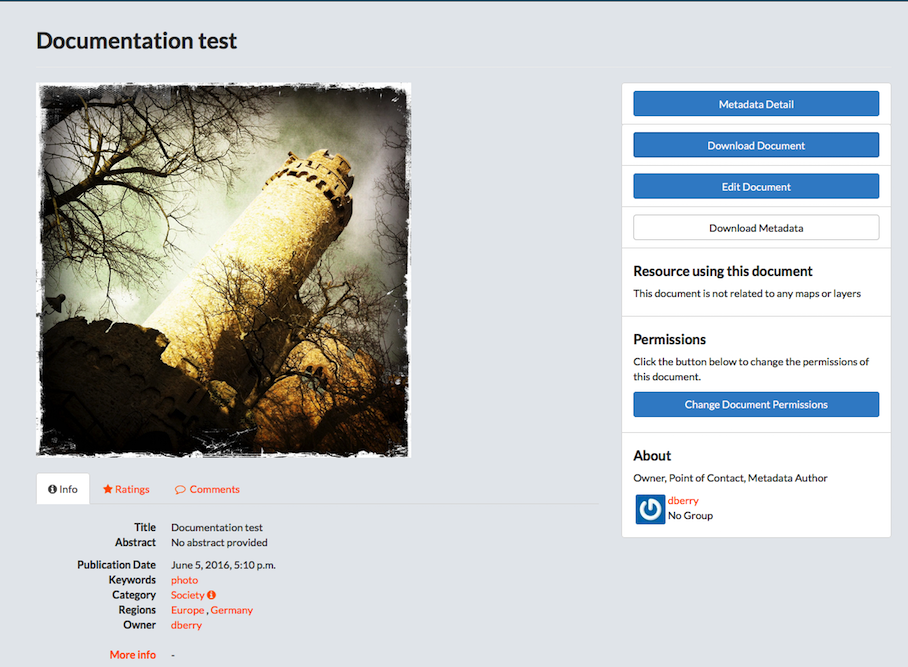 Documentation test
Metadata Detail
Download Document
Edit Document
Download Metadata
Resource using this document
This document is not related to any maps or layers
Permissions
Click the button below to change the permissions of
this document.
Change Document Permissions
About
Owner, Point of Contact, Metadata Author
dberry
No Group
Info
Ratings
Comments
Title Documentation test
Abstract No abstract provided
Publication Date June 5, 2016, 5:10 p.m.
Keywords photo
Category Society
Regions Europe , Germany
Owner dberry
More info -